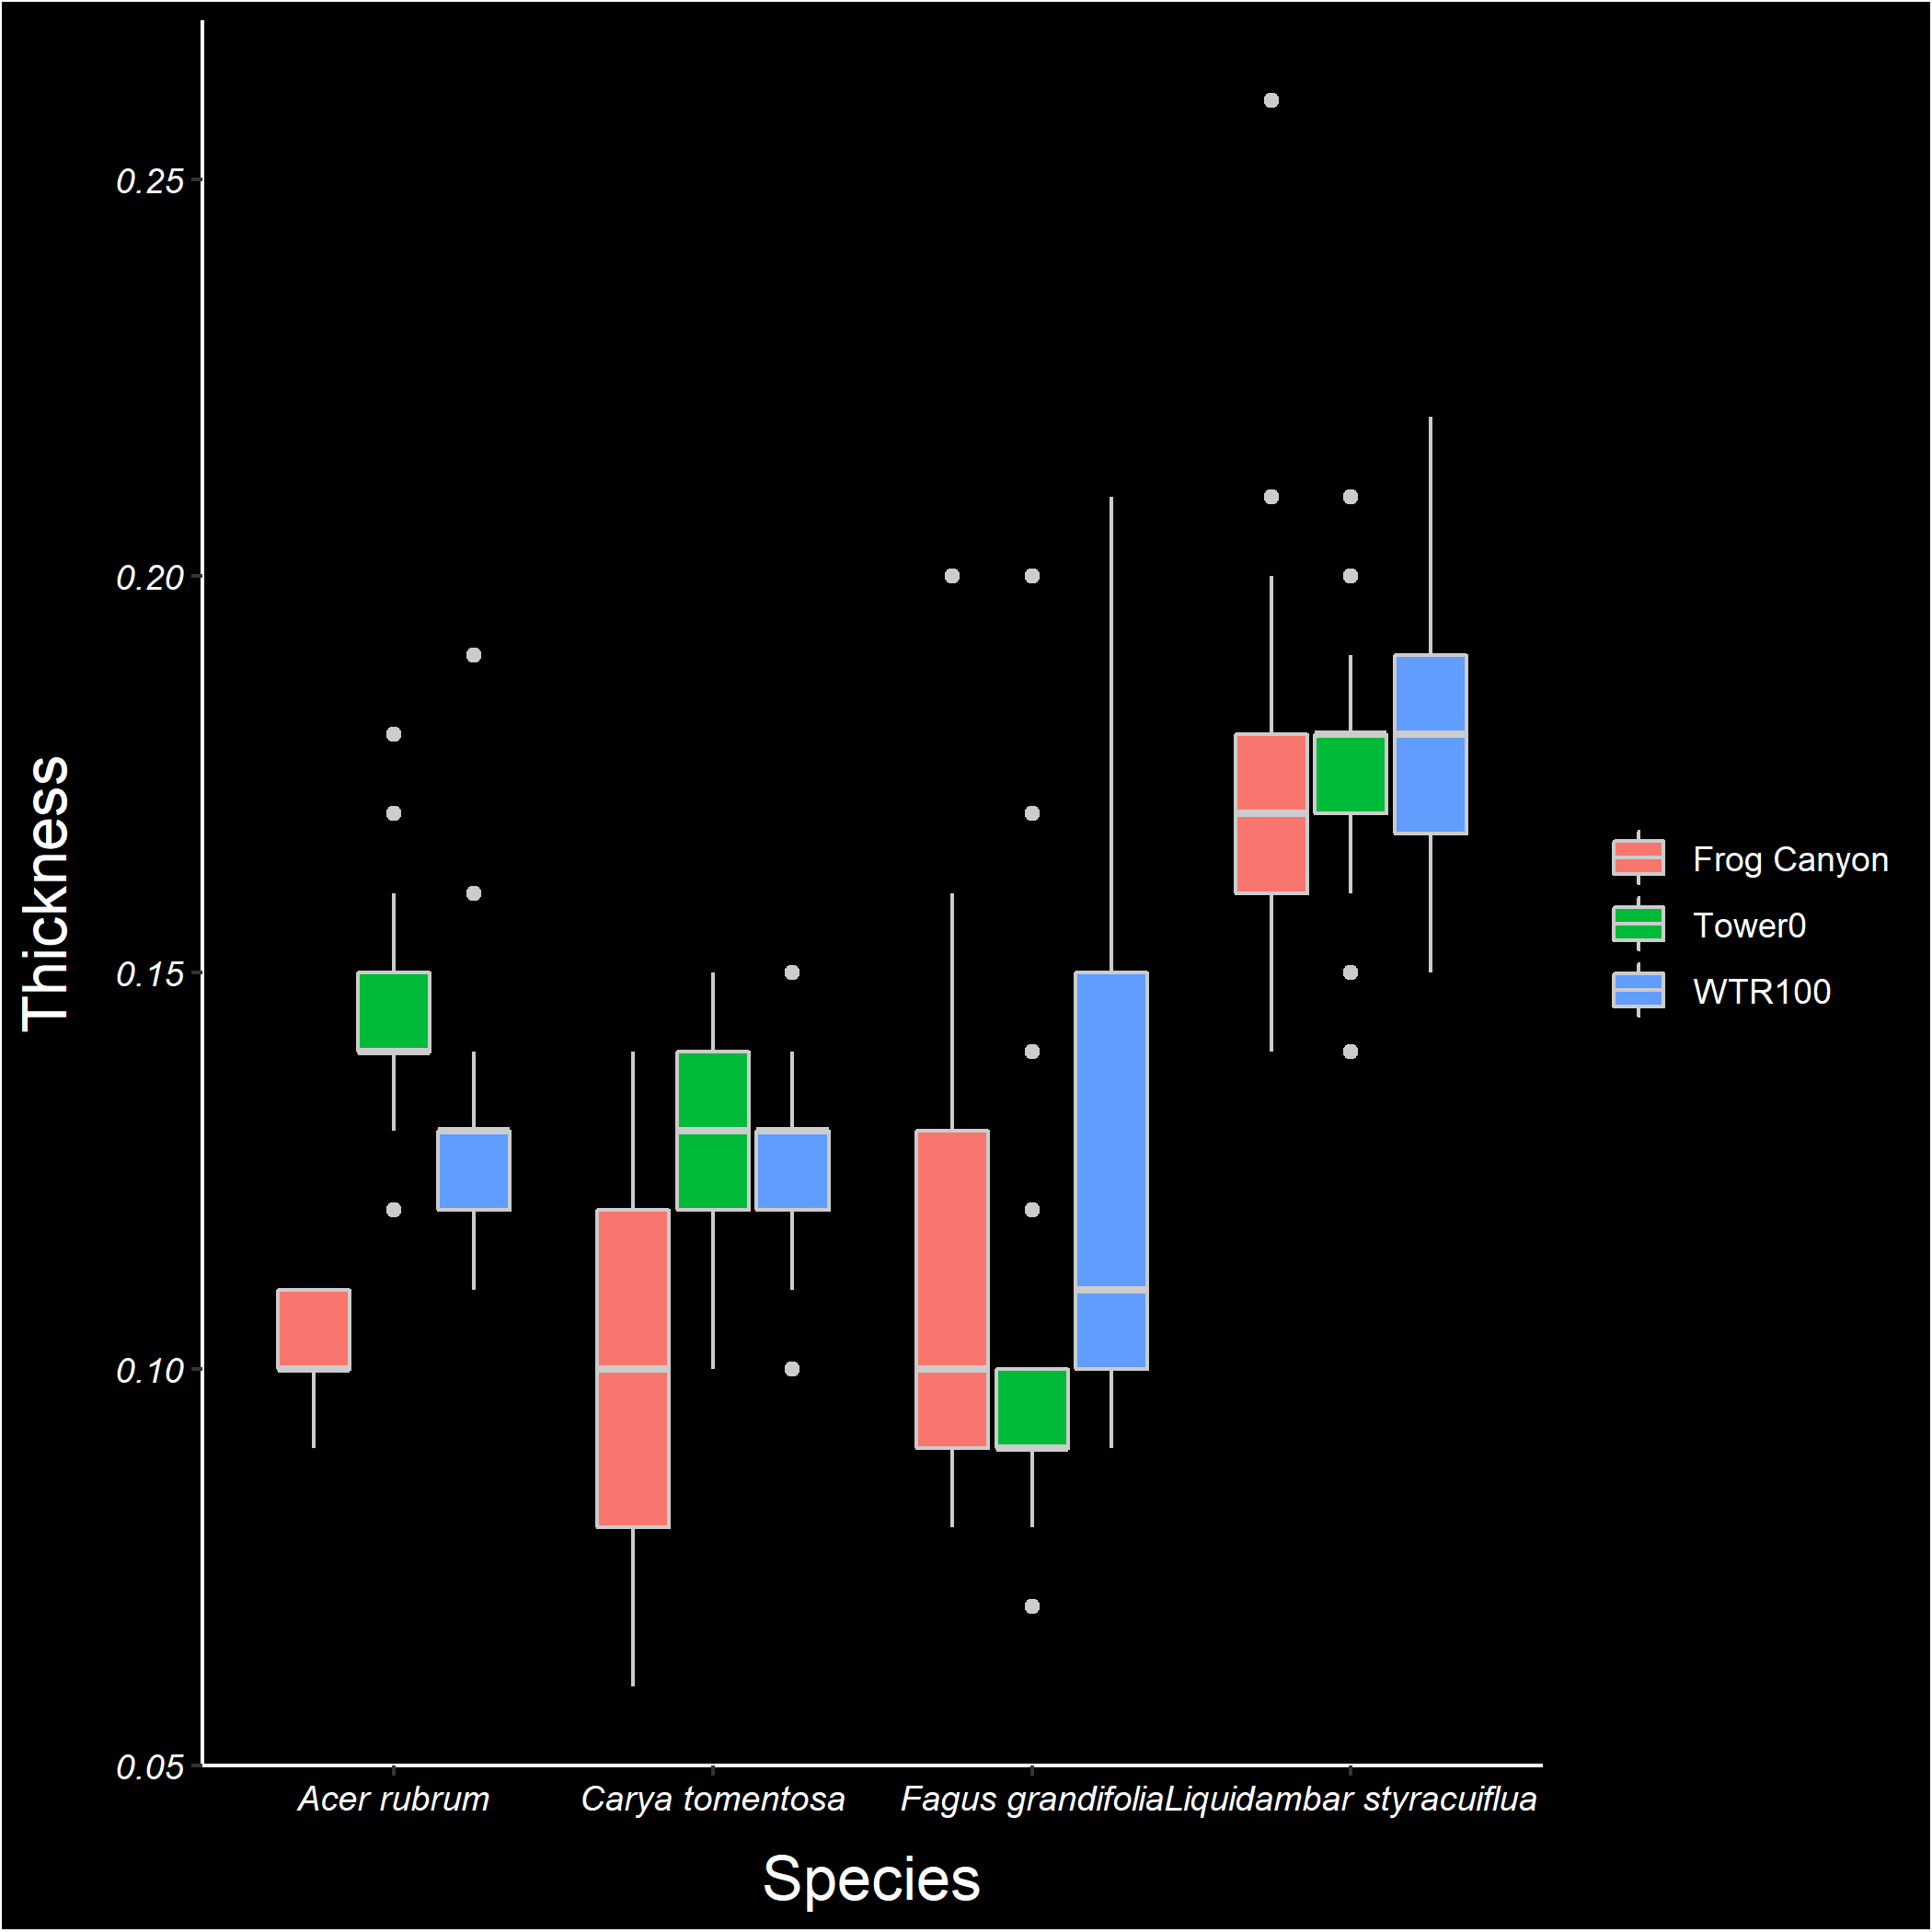 Thickness
0.25
0.20
0.15
0.10
0.05
Acer rubrum
Carya tomentosa
Fagus grandifolia
Liquidambar styraciflua
Species
Frog Canyon
Tower0
WTR100